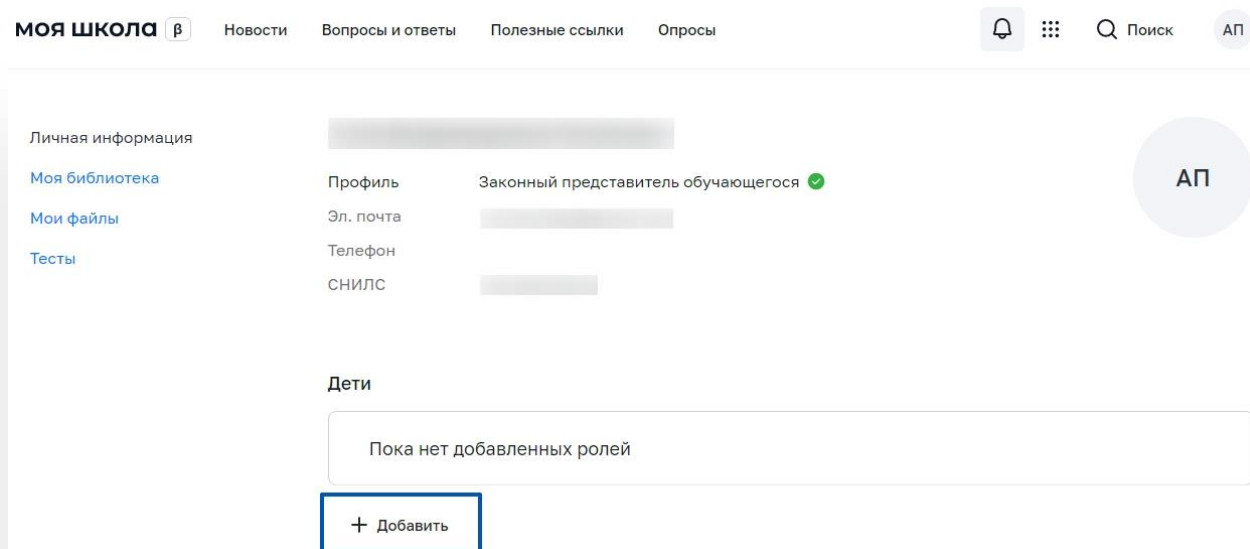 моя школа β Новости Вопросы и ответы Полезные ссылки Опросы Поиск АП
Личная информация
Моя библиотека
Мои файлы
Тесты
Профиль Законный представитель обучающегося
Эл. почта
Телефон
СНИЛС
АП
Дети
Пока нет добавленных ролей
+ Добавить